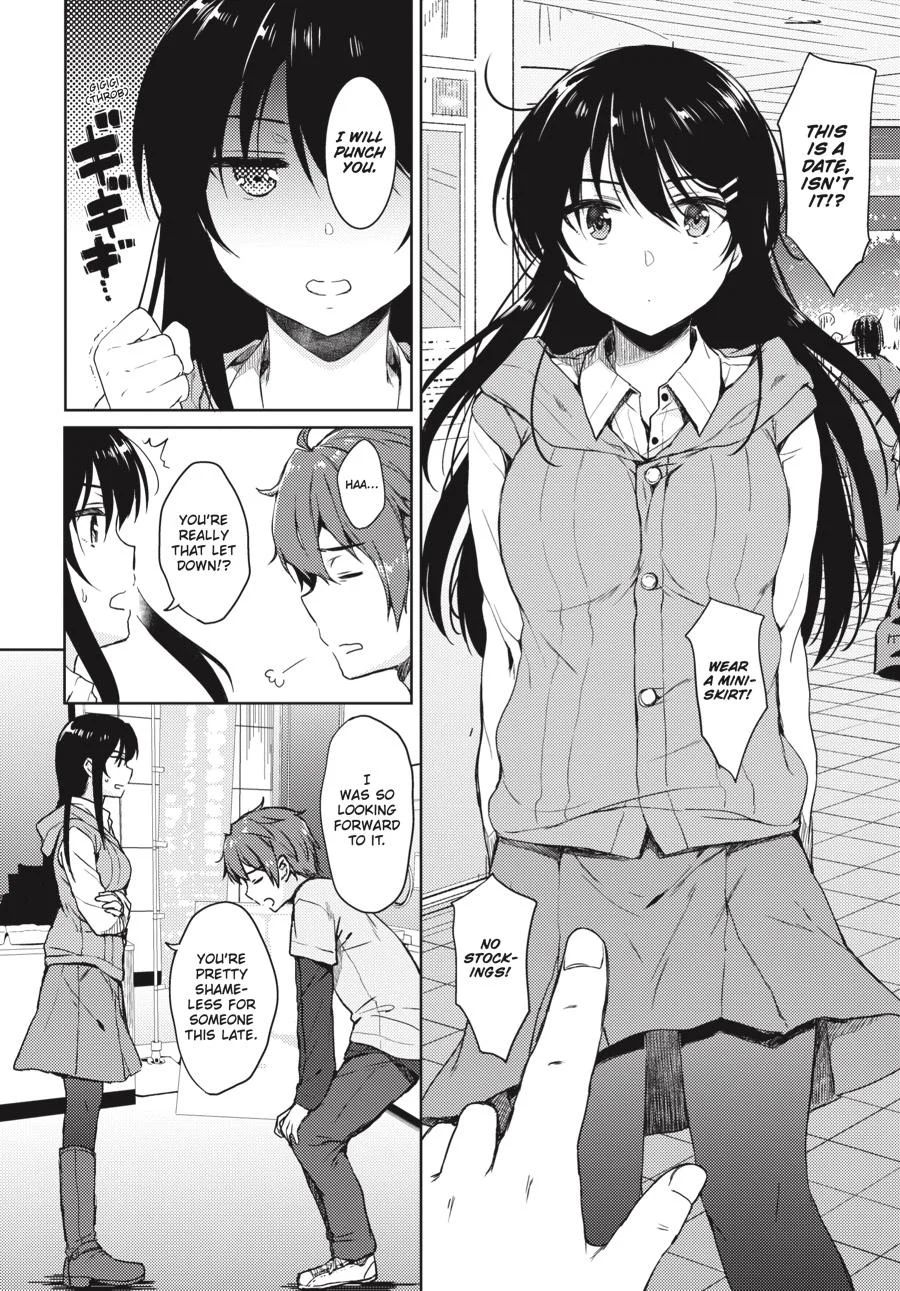 THIS
IS A
DATE,
ISN'T
IT!?
WEAR
A MINI-
SKIRT!
NO
STOCK-
INGS!
I WILL
PUNCH
YOU.
GIGIGI
(THROB)
ギギギギ…
HAA...
YOU'RE
REALLY
THAT LET
DOWN!?
I
WAS SO
LOOKING
FORWARD
TO IT.
YOU'RE
PRETTY
SHAME-
LESS FOR
SOMEONE
THIS LATE.